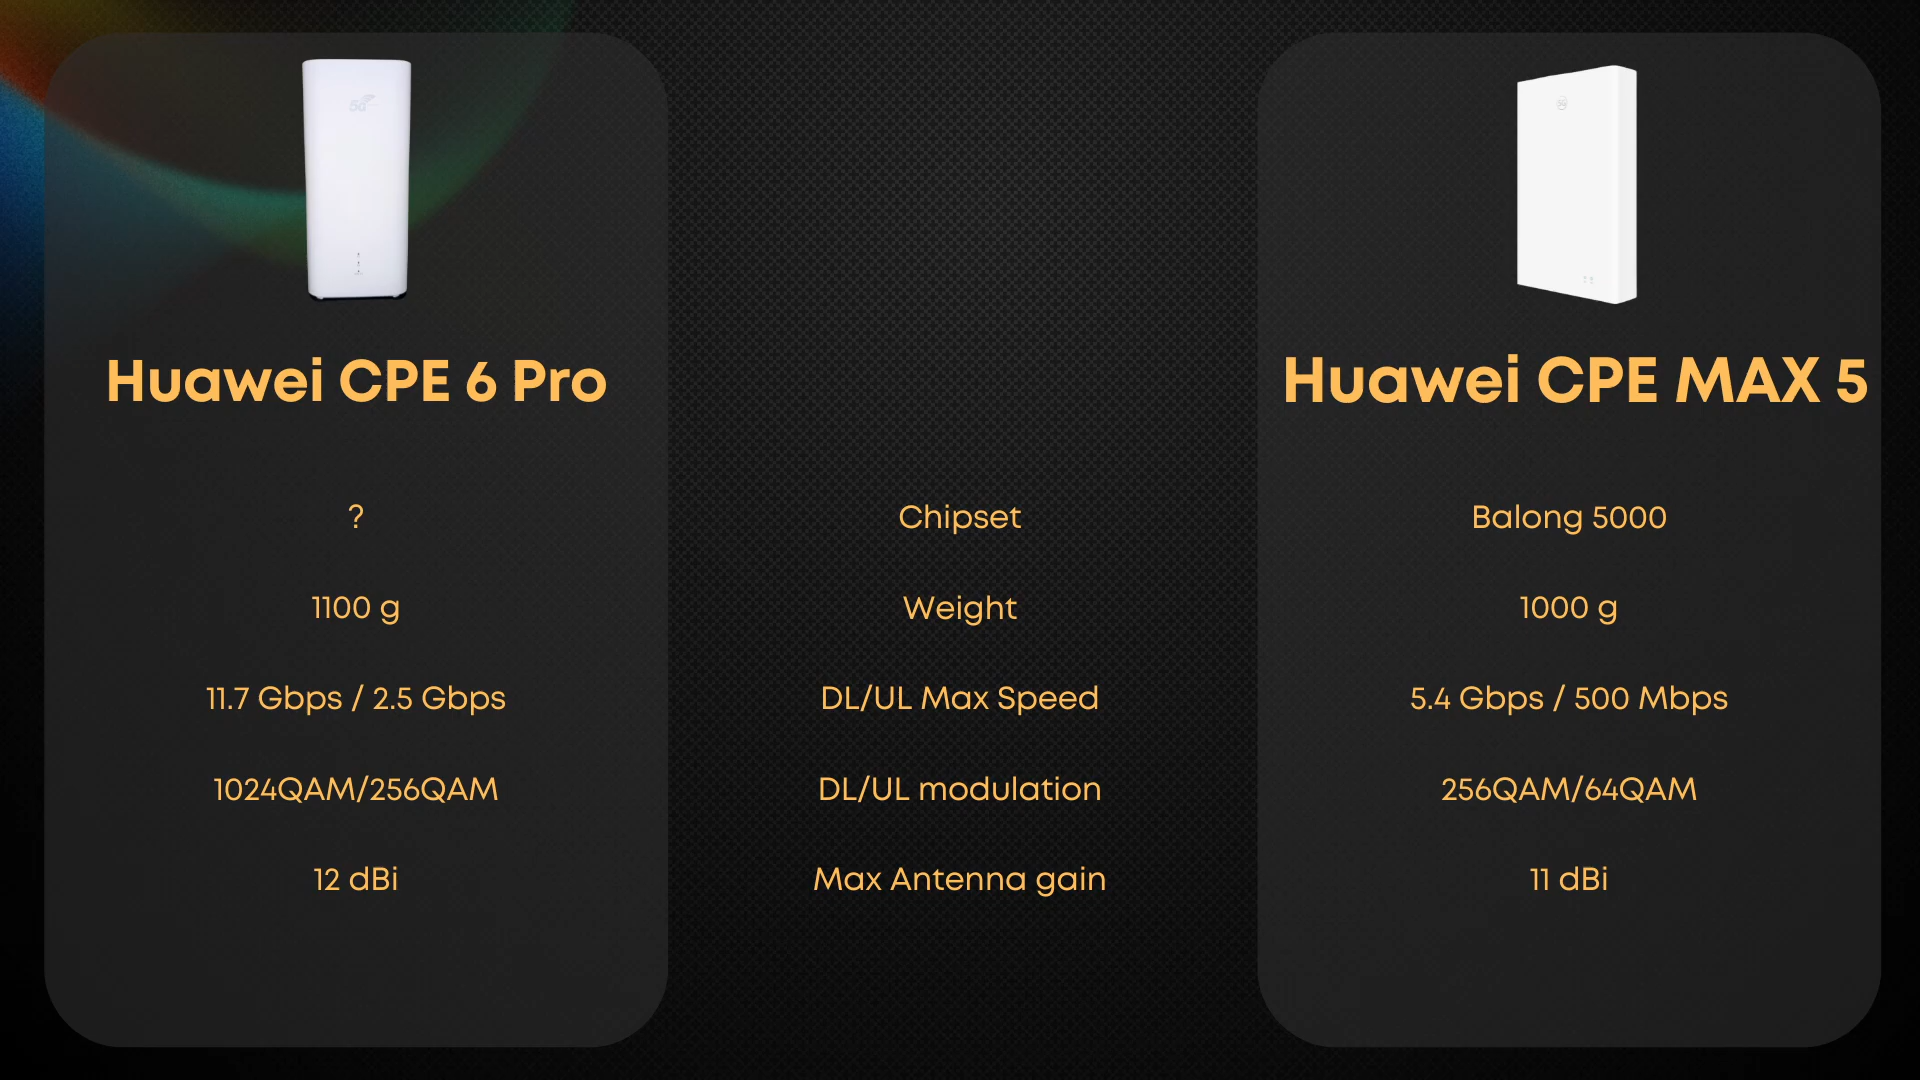 5G
Huawei CPE 6 Pro
Huawei CPE MAX 5
? Chipset Balong 5000
1100 g Weight 1000 g
11.7 Gbps / 2.5 Gbps DL/UL Max Speed 5.4 Gbps / 500 Mbps
1024QAM/256QAM DL/UL modulation 256QAM/64QAM
12 dBi Max Antenna gain 11 dBi